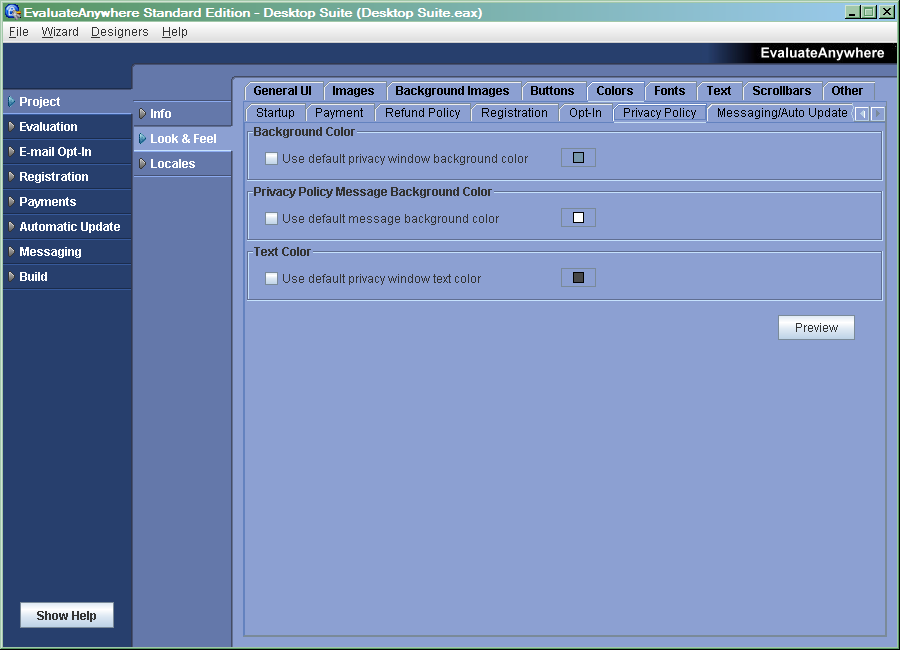 EvaluateAnywhere Standard Edition - Desktop Suite (Desktop Suite.eax)
File Wizard Designers Help
EvaluateAnywhere
Project
Evaluation
E-mail Opt-In
Registration
Payments
Automatic Update
Messaging
Build
Show Help
Info
Look & Feel
Locales
General UI Images Background Images Buttons Colors Fonts Text Scrollbars Other
Startup Payment Refund Policy Registration Opt-In Privacy Policy Messaging/Auto Update
Background Color
Use default privacy window background color
Privacy Policy Message Background Color
Use default message background color
Text Color
Use default privacy window text color
Preview